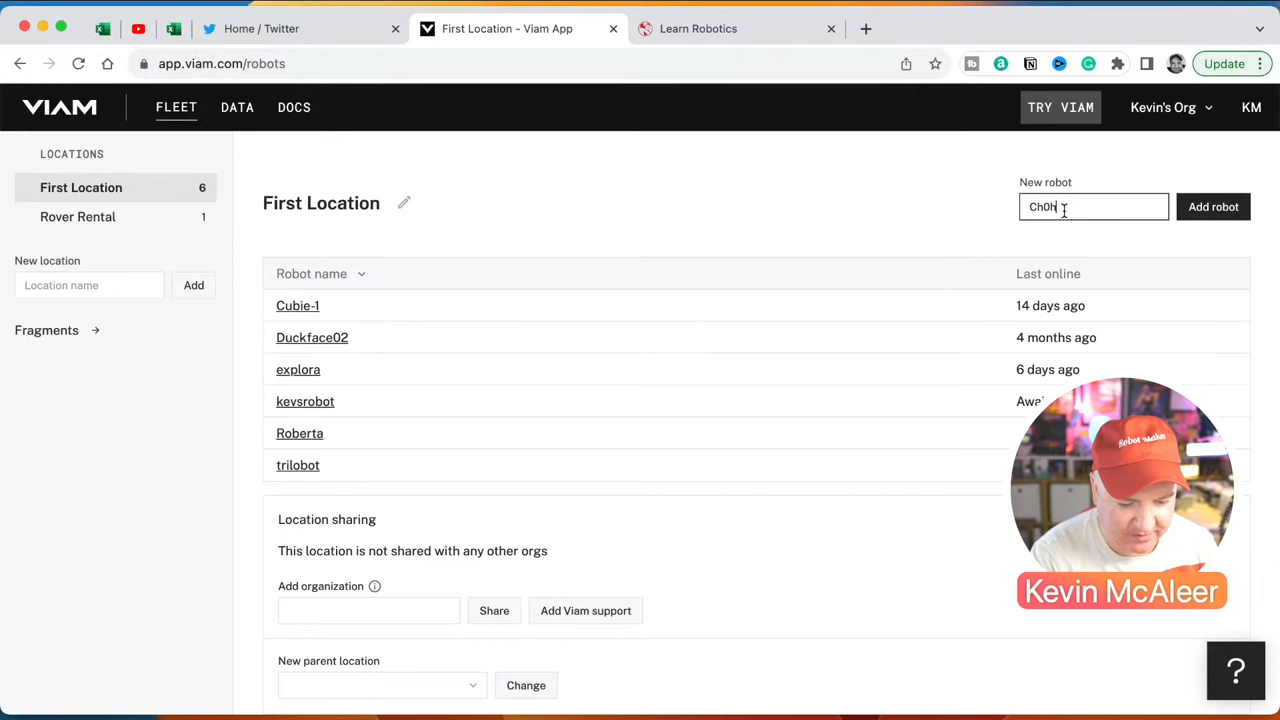 Home / Twitter
First Location - Viam App
Learn Robotics
app.viam.com/robots
Update
VIAM
FLEET
DATA
DOCS
TRY VIAM
Kevin's Org
KM
LOCATIONS
First Location 6
Rover Rental 1
New location
Location name
Add
Fragments →
First Location
New robot
Ch0h
Add robot
Robot name
Last online
Cubie-1
14 days ago
Duckface02
4 months ago
explora
6 days ago
kevsrobot
Roberta
trilobot
Robot Maker
Kevin McAleer
Location sharing
This location is not shared with any other orgs
Add organization
Share
Add Viam support
New parent location
Change
?